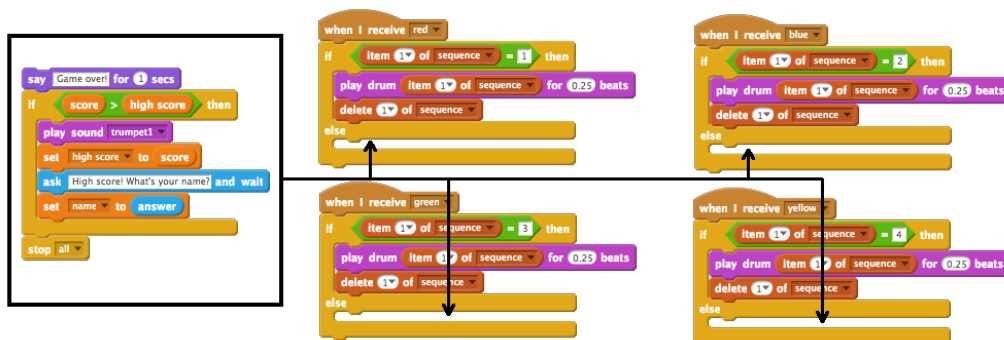 say Game over! for 1 secs
if score > high score then
play sound trumpet1
set high score to score
ask High score! What's your name? and wait
set name to answer
stop all
when I receive red
if item 1 of sequence = 1 then
play drum item 1 of sequence for 0.25 beats
delete 1 of sequence
else
when I receive blue
if item 1 of sequence = 2 then
play drum item 1 of sequence for 0.25 beats
delete 1 of sequence
else
when I receive green
if item 1 of sequence = 3 then
play drum item 1 of sequence for 0.25 beats
delete 1 of sequence
else
when I receive yellow
if item 1 of sequence = 4 then
play drum item 1 of sequence for 0.25 beats
delete 1 of sequence
else